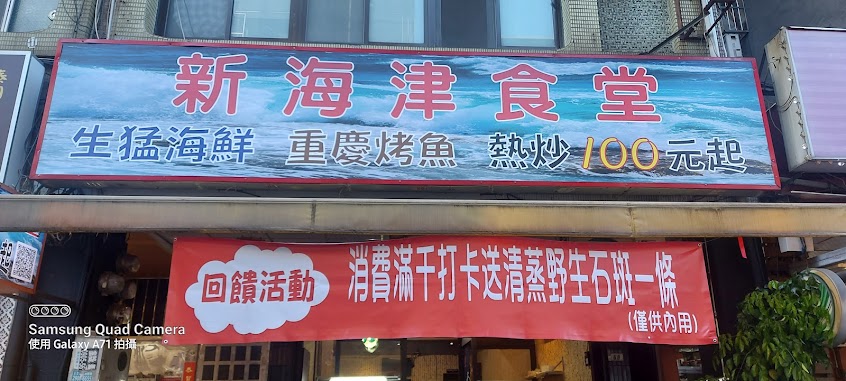 新海津食堂
生猛海鮮 重慶烤魚 熱炒100元起
回饋活動
消費滿千打卡送清蒸野生石斑一條
(僅供內用)
Samsung Quad Camera
使用 Galaxy A71 拍攝